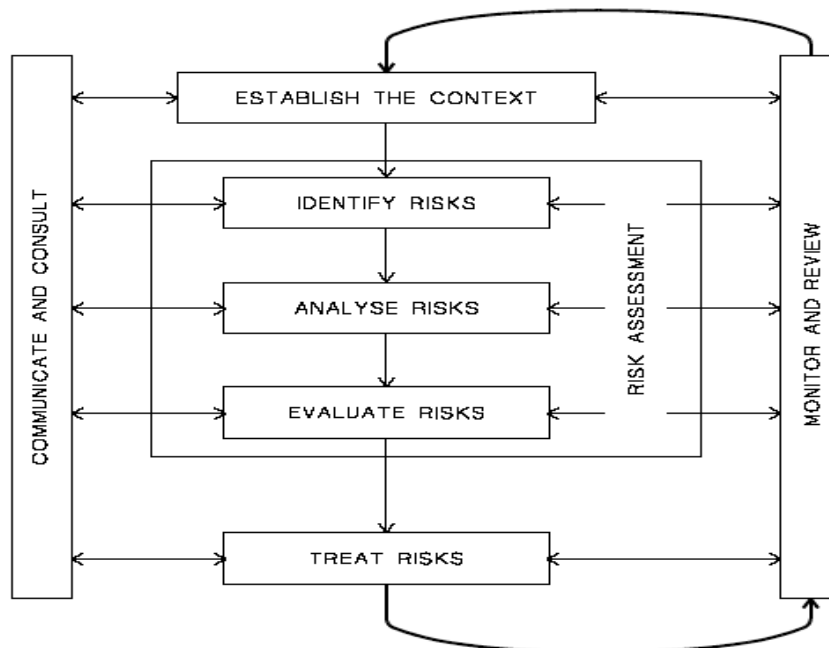 ESTABLISH THE CONTEXT
COMMUNICATE AND CONSULT
IDENTIFY RISKS
ANALYSE RISKS
EVALUATE RISKS
RISK ASSESSMENT
MONITOR AND REVIEW
TREAT RISKS